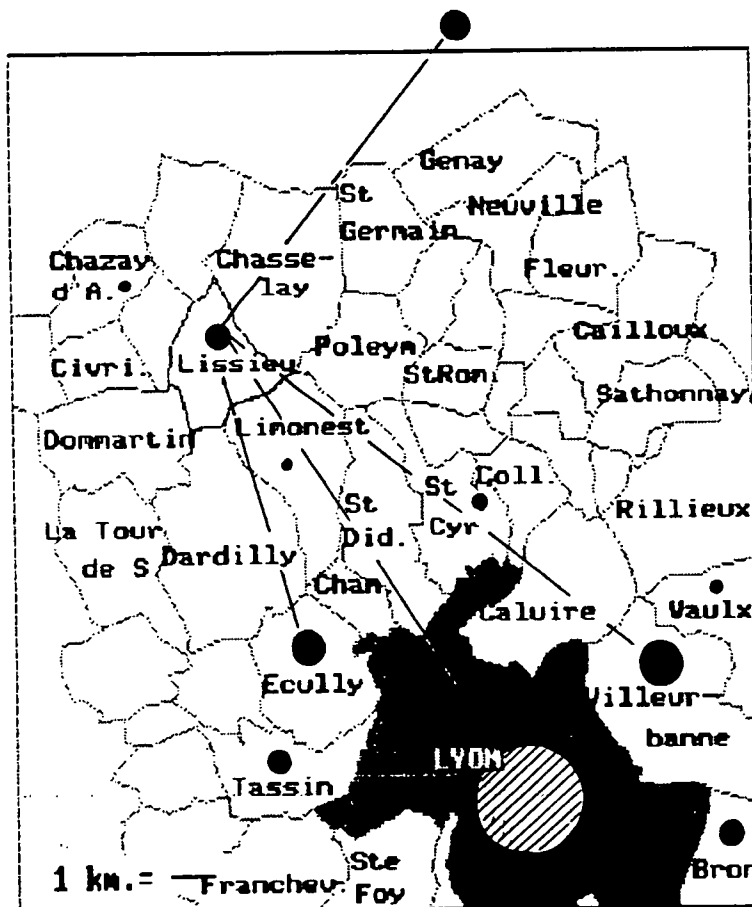 Genay
St
Neuville
Germain
Chazay
d'A.
Chasse-
lay
Fleur.
Cailloux
Poleym
Civri.
Lissieu
StRom.
Sathonnay
Dommartin
Limonest
St
Coll.
St
Cyr
Rillieux
La Tour
de S
Did.
Dardilly
Chan
Caluire
Vaulx
Ecully
Villeur-
banne
LYON
Tassin
Ste
Foy
Bron
1 km.=
Franchev.